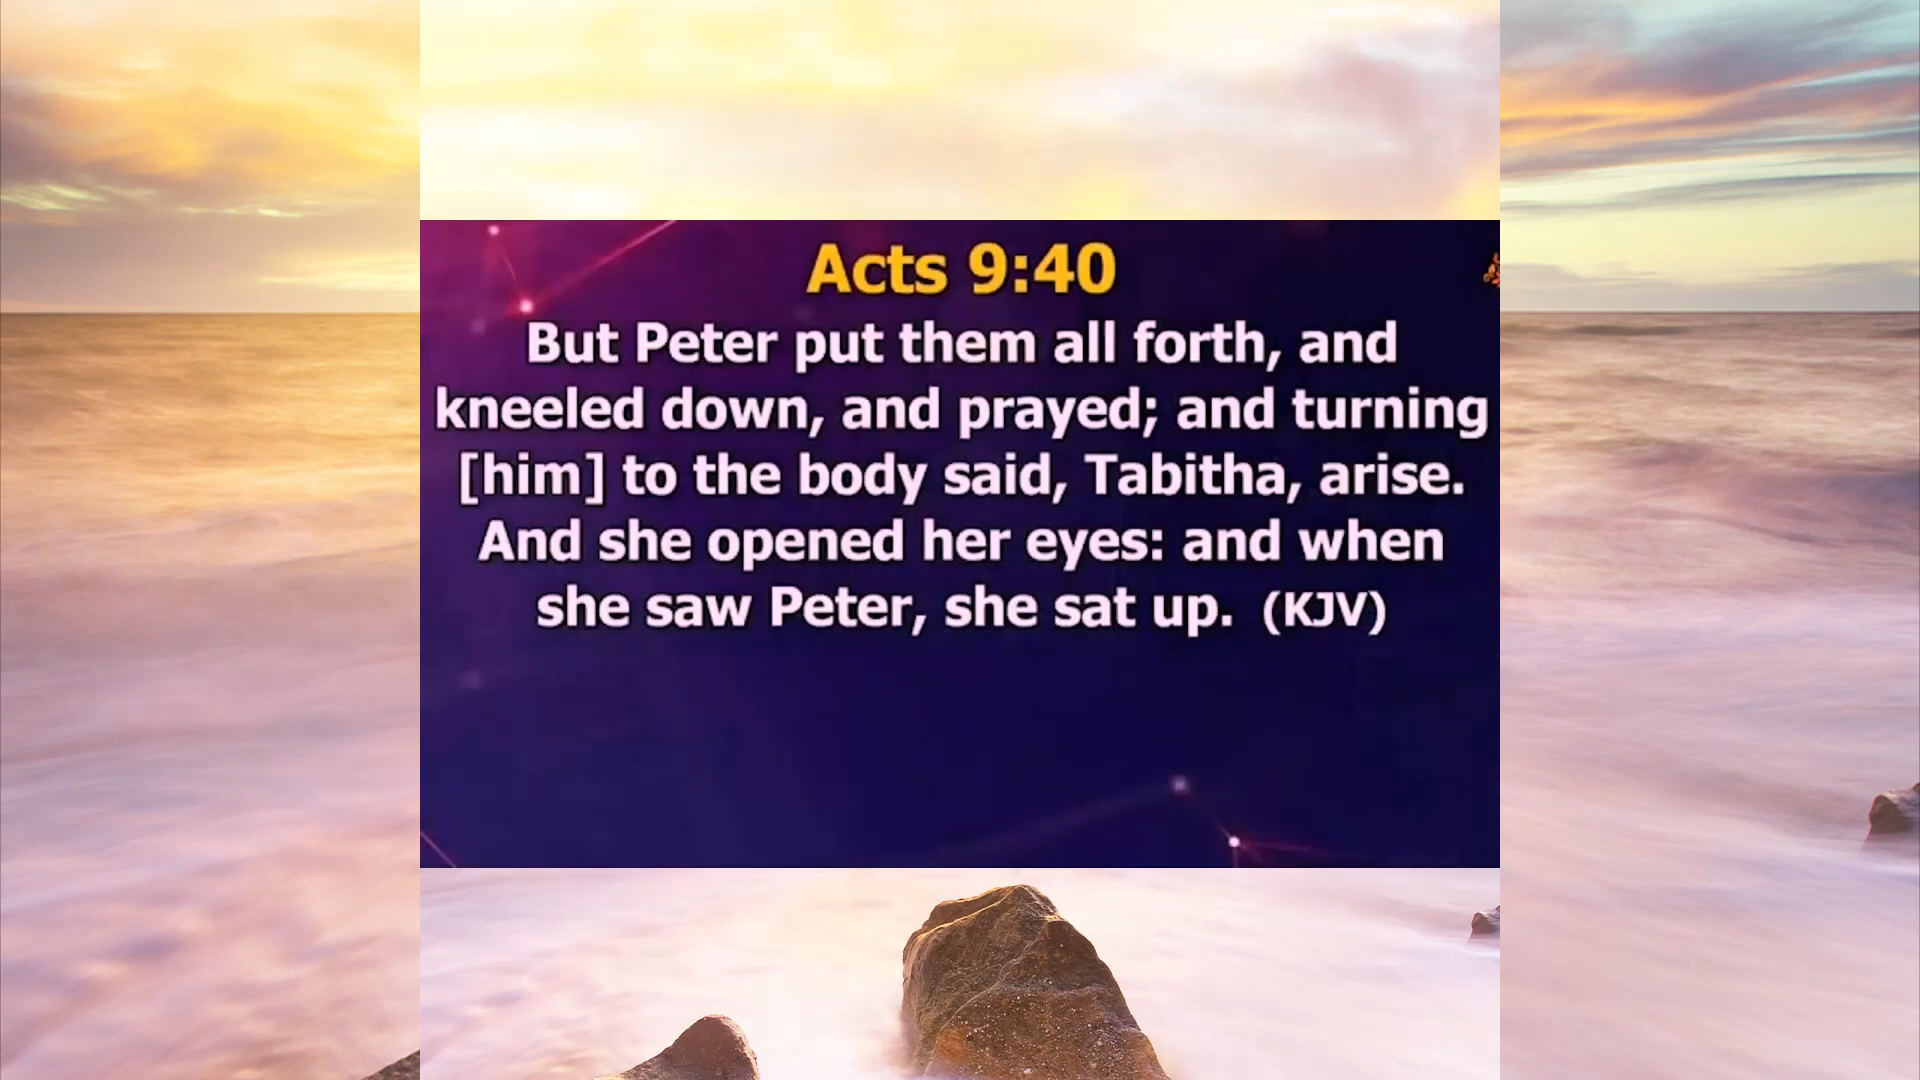 Acts 9:40
But Peter put them all forth, and
kneeled down, and prayed; and turning
[him] to the body said, Tabitha, arise.
And she opened her eyes: and when
she saw Peter, she sat up. (KJV)